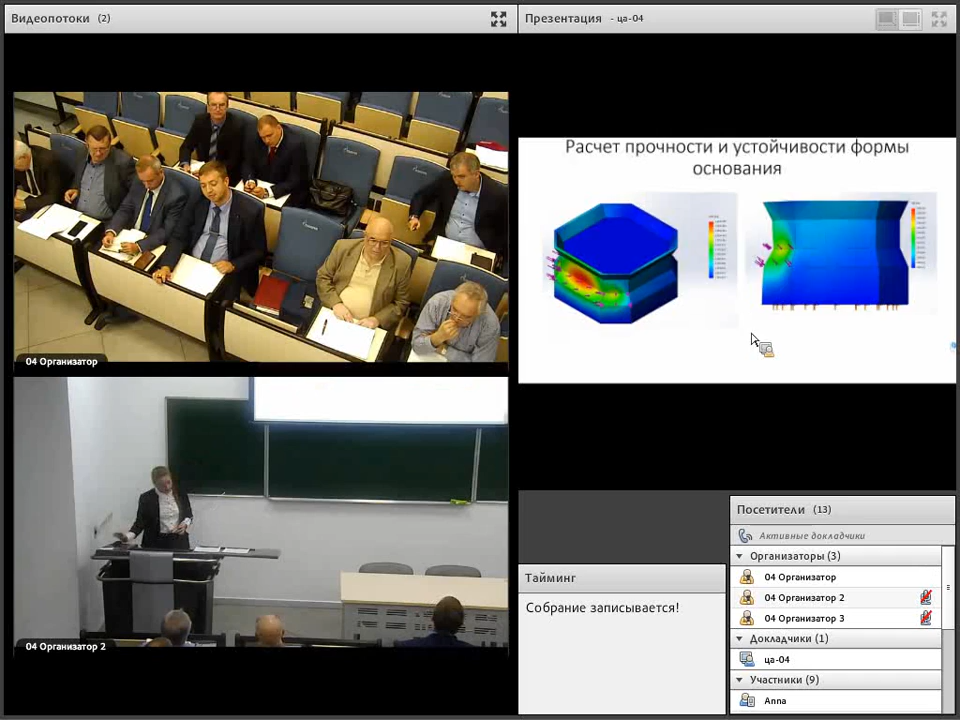 Видеопотоки (2)
Презентация - ца-04
Расчет прочности и устойчивости формы
основания
04 Организатор
04 Организатор 2
Тайминг
Собрание записывается!
Посетители (13)
Активные докладчики
Организаторы (3)
04 Организатор
04 Организатор 2
04 Организатор 3
Докладчики (1)
ца-04
Участники (9)
Anna